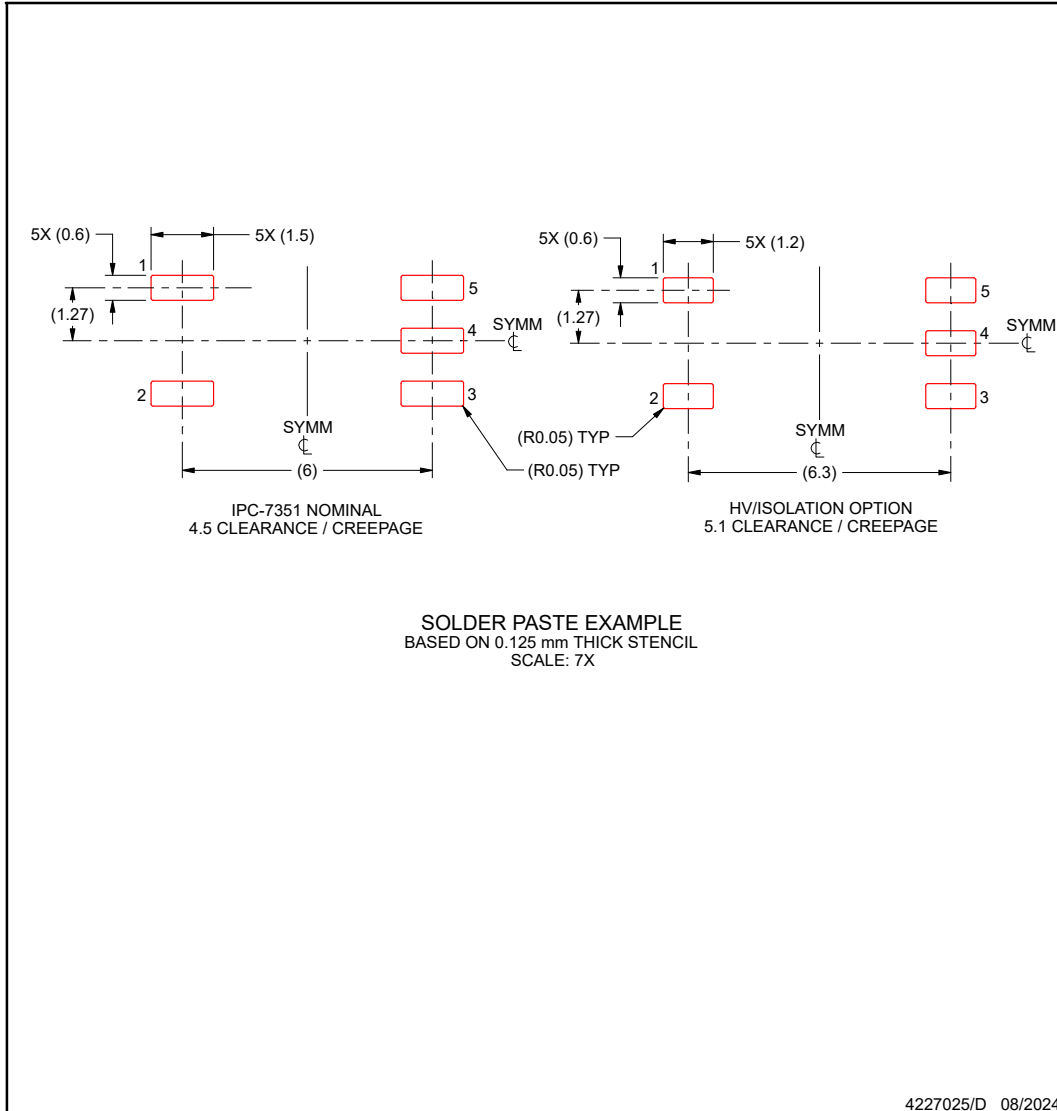 5X (0.6)
5X (1.5)
1
5
(1.27)
SYMM
4
℄
2
3
SYMM
℄
(R0.05) TYP
(6)
IPC-7351 NOMINAL
4.5 CLEARANCE / CREEPAGE
5X (0.6)
5X (1.2)
1
5
(1.27)
SYMM
4
℄
2
3
(R0.05) TYP
SYMM
℄
(6.3)
HV/ISOLATION OPTION
5.1 CLEARANCE / CREEPAGE
SOLDER PASTE EXAMPLE
BASED ON 0.125 mm THICK STENCIL
SCALE: 7X
4227025/D 08/2024